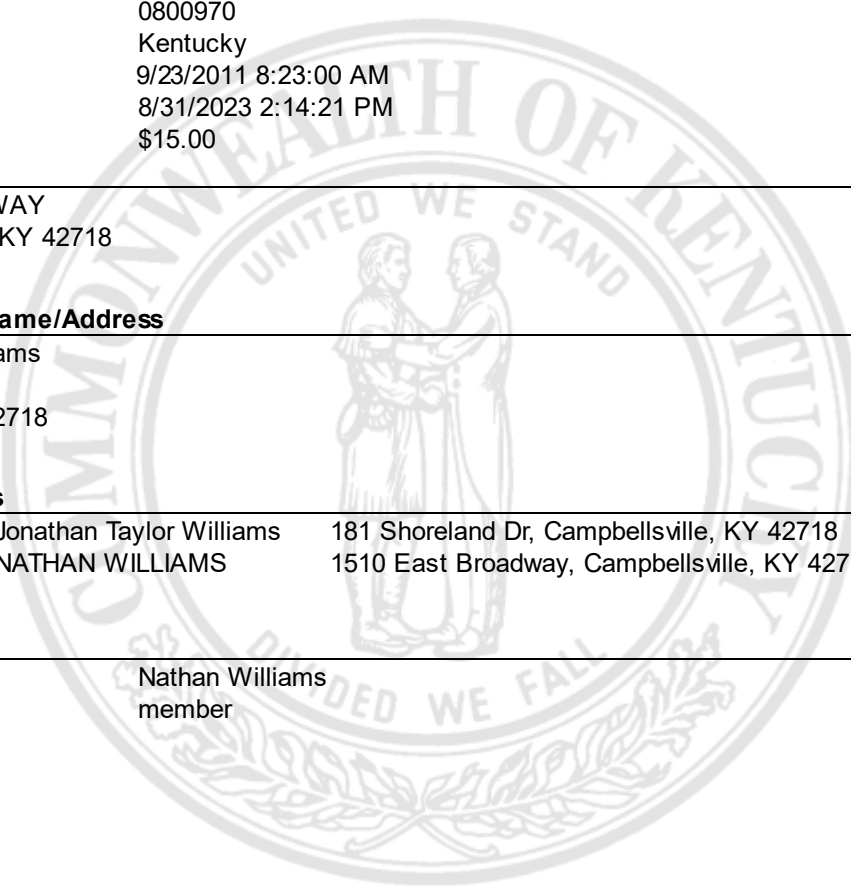 0800970
Kentucky
9/23/2011 8:23:00 AM
8/31/2023 2:14:21 PM
$15.00
WAY
KY 42718
ame/Address
ams
2718
s
Jonathan Taylor Williams 181 Shoreland Dr, Campbellsville, KY 42718
NATHAN WILLIAMS 1510 East Broadway, Campbellsville, KY 427
Nathan Williams
member
COMMONWEALTH OF KENTUCKY
UNITED WE STAND
DIVIDED WE FALL